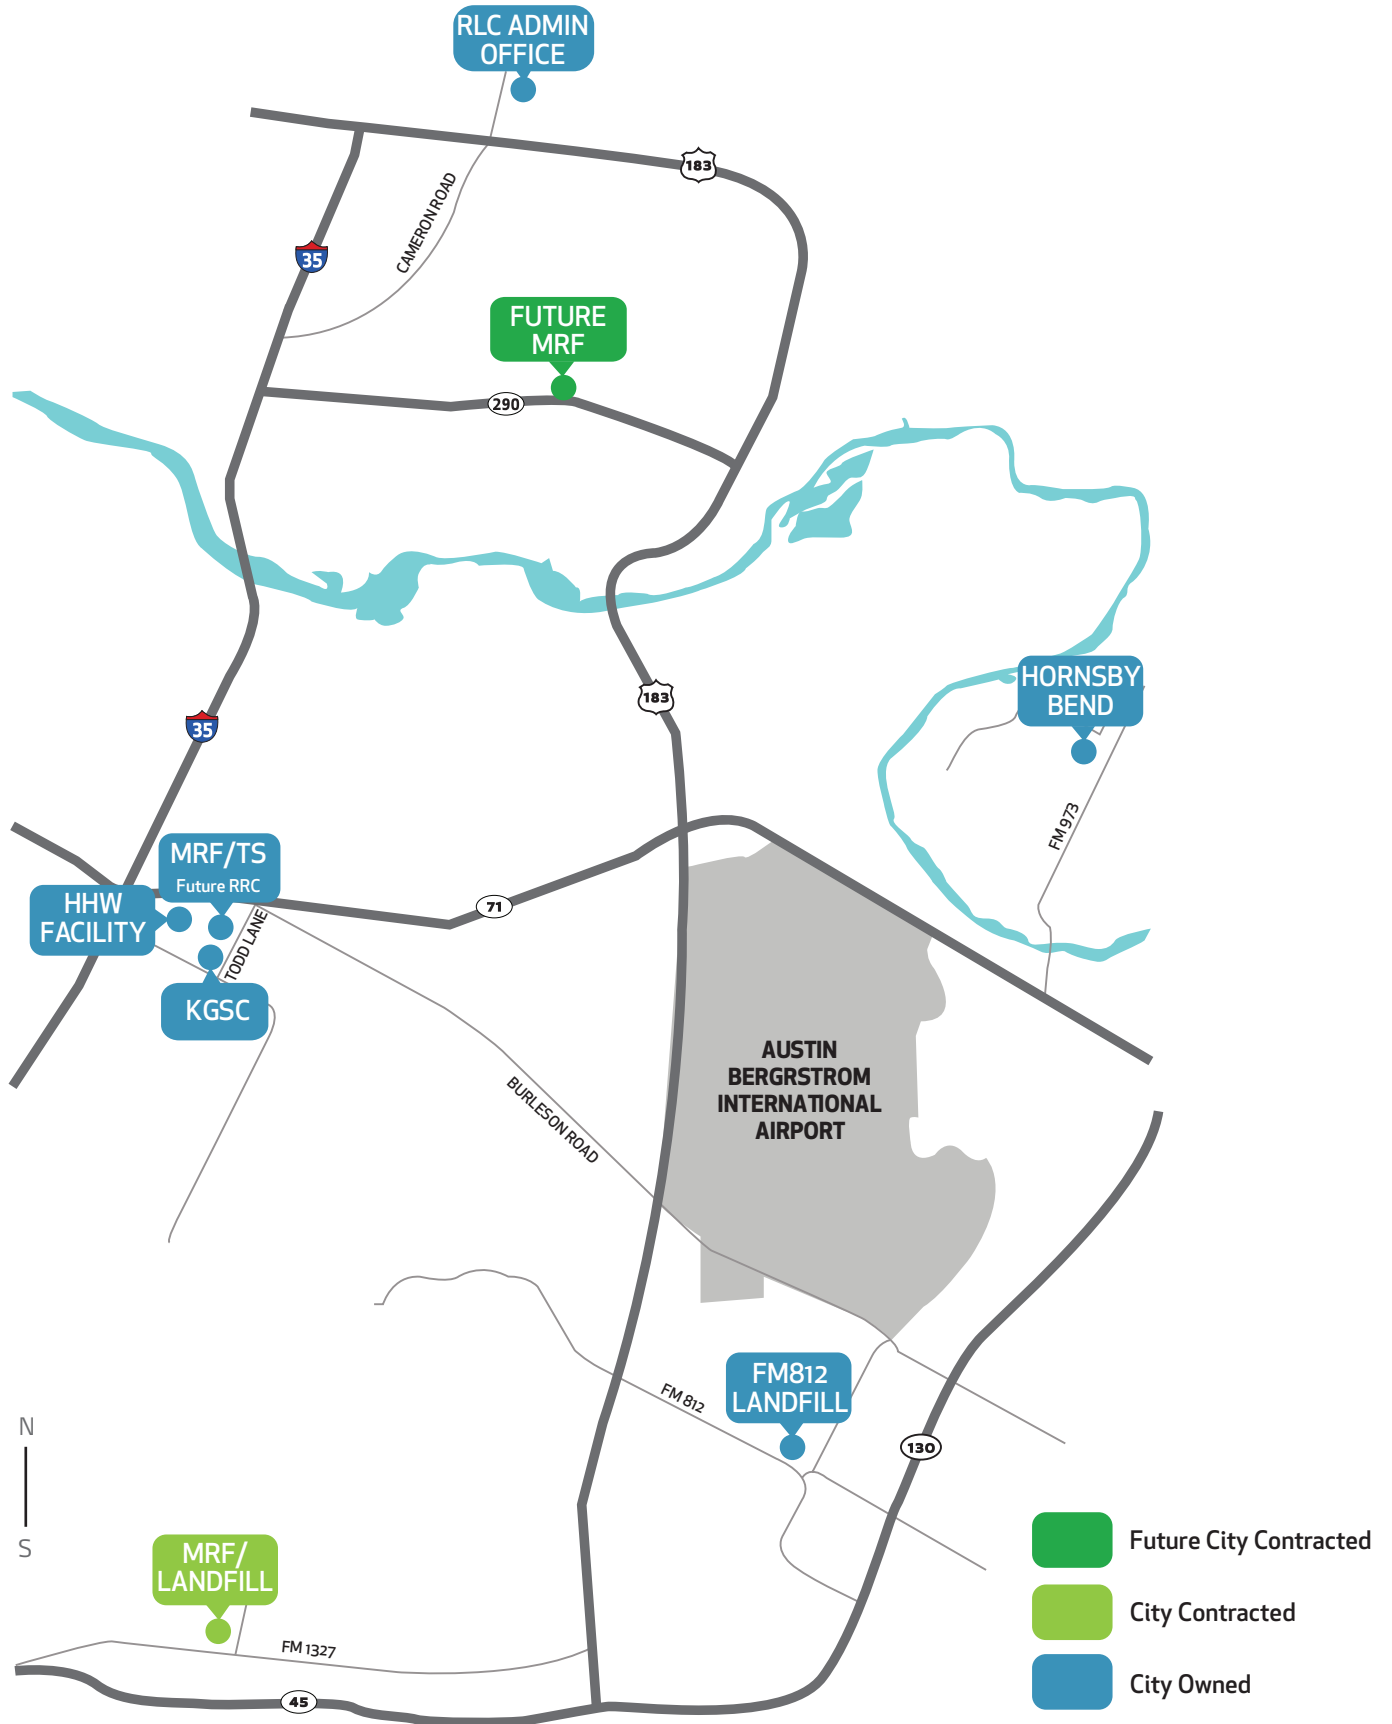 RLC ADMIN
OFFICE
183
CAMERON ROAD
35
FUTURE
MRF
290
HORNSBY
BEND
183
35
FM 973
MRF/TS
Future RRC
HHW
FACILITY
71
TODD LANE
KGSC
AUSTIN
BERGRSTROM
INTERNATIONAL
AIRPORT
BURLESON ROAD
FM812
LANDFILL
FM 812
N
S
130
MRF/
LANDFILL
FM 1327
45
Future City Contracted
City Contracted
City Owned